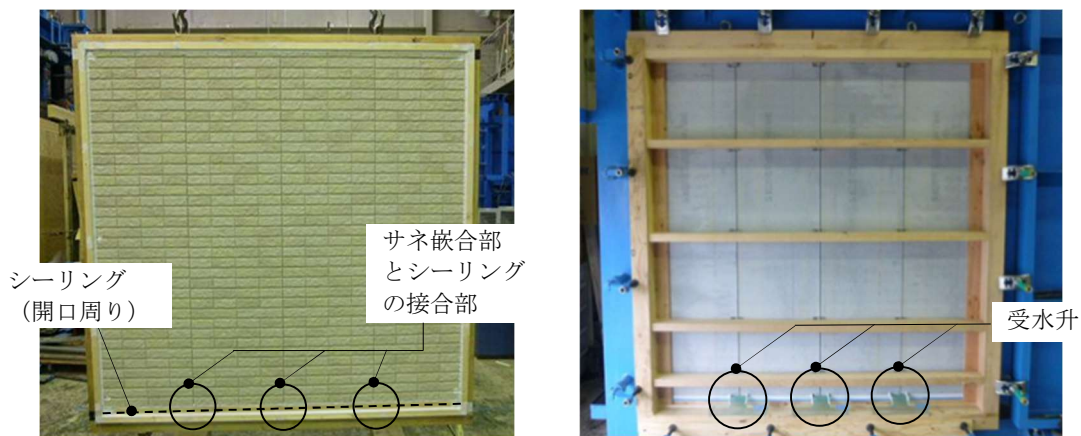 シーリング
（開口周り）
サネ嵌合部
とシーリング
の接合部
受水升